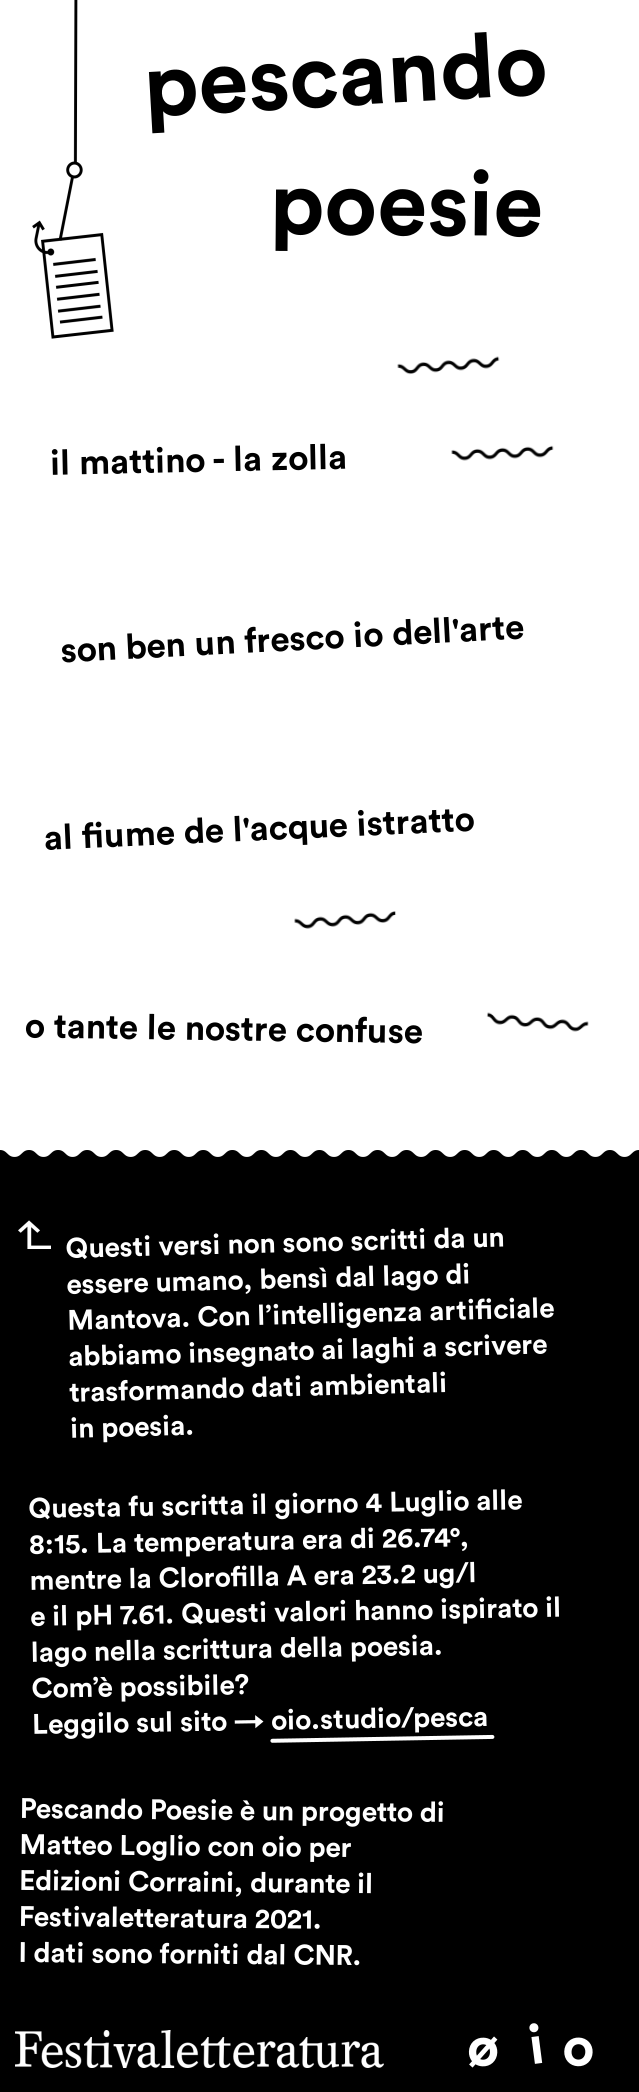 pescando
poesie
il mattino - la zolla
son ben un fresco io dell'arte
al fiume de l'acque istratto
o tante le nostre confuse
Questi versi non sono scritti da un
essere umano, bensì dal lago di
Mantova. Con l’intelligenza artificiale
abbiamo insegnato ai laghi a scrivere
trasformando dati ambientali
in poesia.
Questa fu scritta il giorno 4 Luglio alle
8:15. La temperatura era di 26.74°,
mentre la Clorofilla A era 23.2 ug/l
e il pH 7.61. Questi valori hanno ispirato il
lago nella scrittura della poesia.
Com’è possibile?
Leggilo sul sito → oio.studio/pesca
Pescando Poesie è un progetto di
Matteo Loglio con oio per
Edizioni Corraini, durante il
Festivaletteratura 2021.
I dati sono forniti dal CNR.
Festivaletteratura ø i o